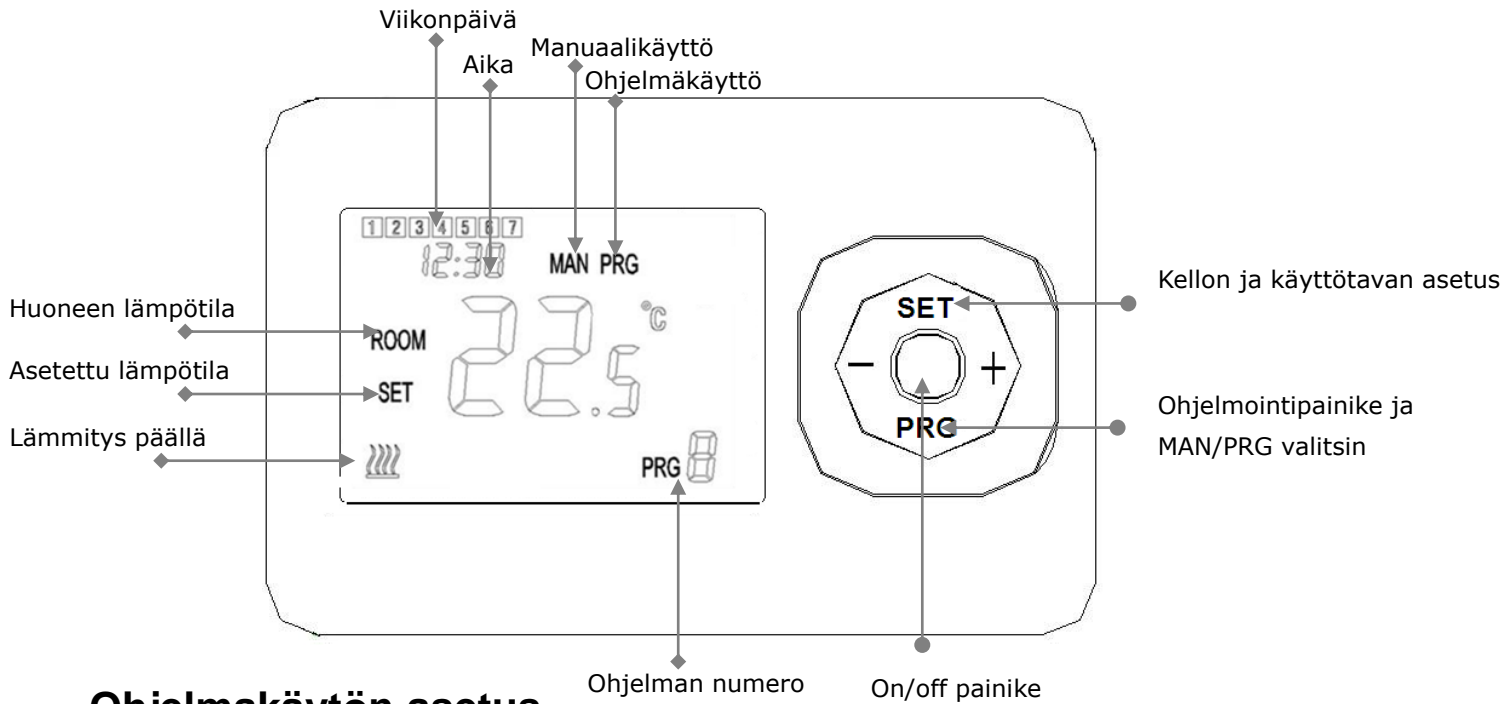 Viikonpäivä
Aika
Manuaalikäyttö
Ohjelmäkäyttö
1 2 3 4 5 6 7
12:30
MAN PRG
Huoneen lämpötila
ROOM
22.5 °C
Asetettu lämpötila
SET
Lämmitys päällä
PRG 8
SET
− +
PRG
Kellon ja käyttötavan asetus
Ohjelmointipainike ja
MAN/PRG valitsin
Ohjelman numero
On/off painike
Ohjelmakäytön asetus